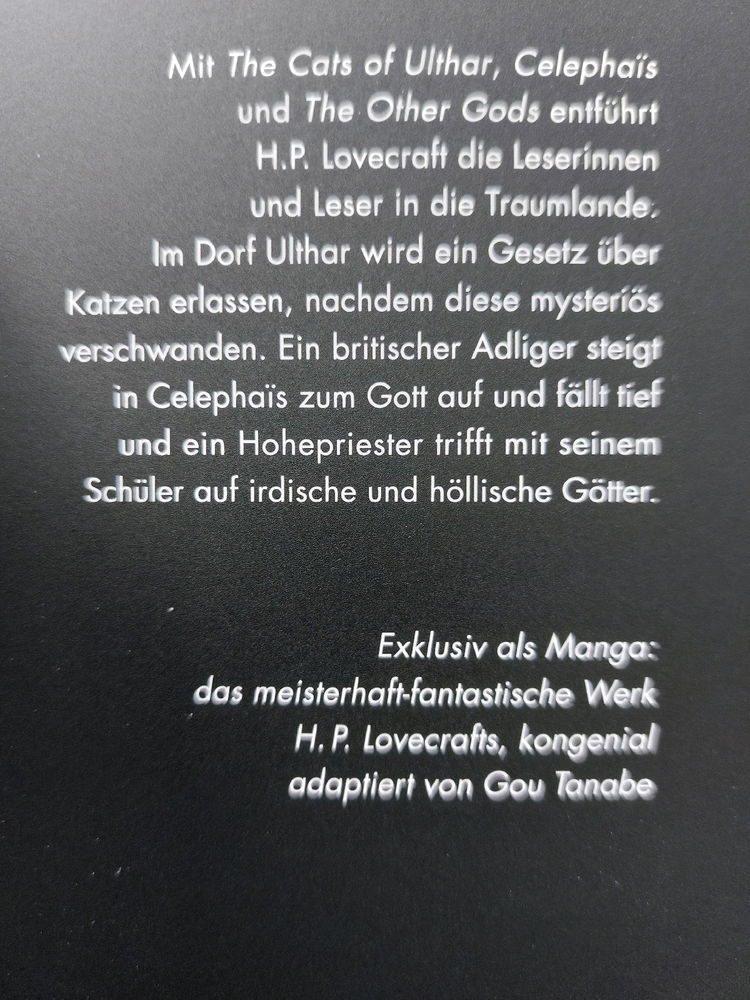 Mit The Cats of Ulthar, Celephaïs
und The Other Gods entführt
H.P. Lovecraft die Leserinnen
und Leser in die Traumlande.
Im Dorf Ulthar wird ein Gesetz über
Katzen erlassen, nachdem diese mysteriös
verschwanden. Ein britischer Adliger steigt
in Celephaïs zum Gott auf und fällt tief
und ein Hohepriester trifft mit seinem
Schüler auf irdische und höllische Götter.
Exklusiv als Manga:
das meisterhaft-fantastische Werk
H. P. Lovecrafts, kongenial
adaptiert von Gou Tanabe